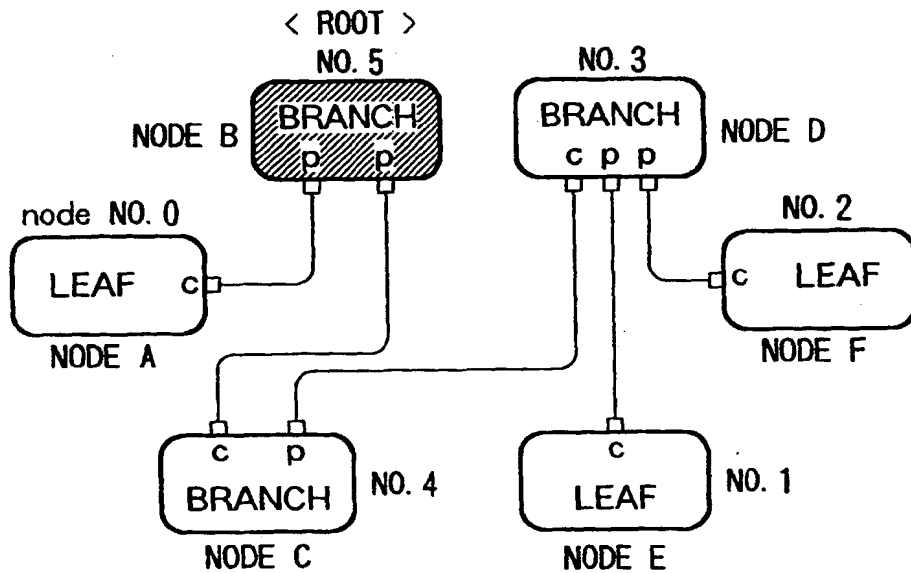 < ROOT >
NO. 5
BRANCH
p p
NODE B
NO. 3
BRANCH
c p p
NODE D
node NO. 0
LEAF c
NODE A
NO. 2
c LEAF
NODE F
c p
BRANCH
NO. 4
NODE C
c
LEAF
NO. 1
NODE E